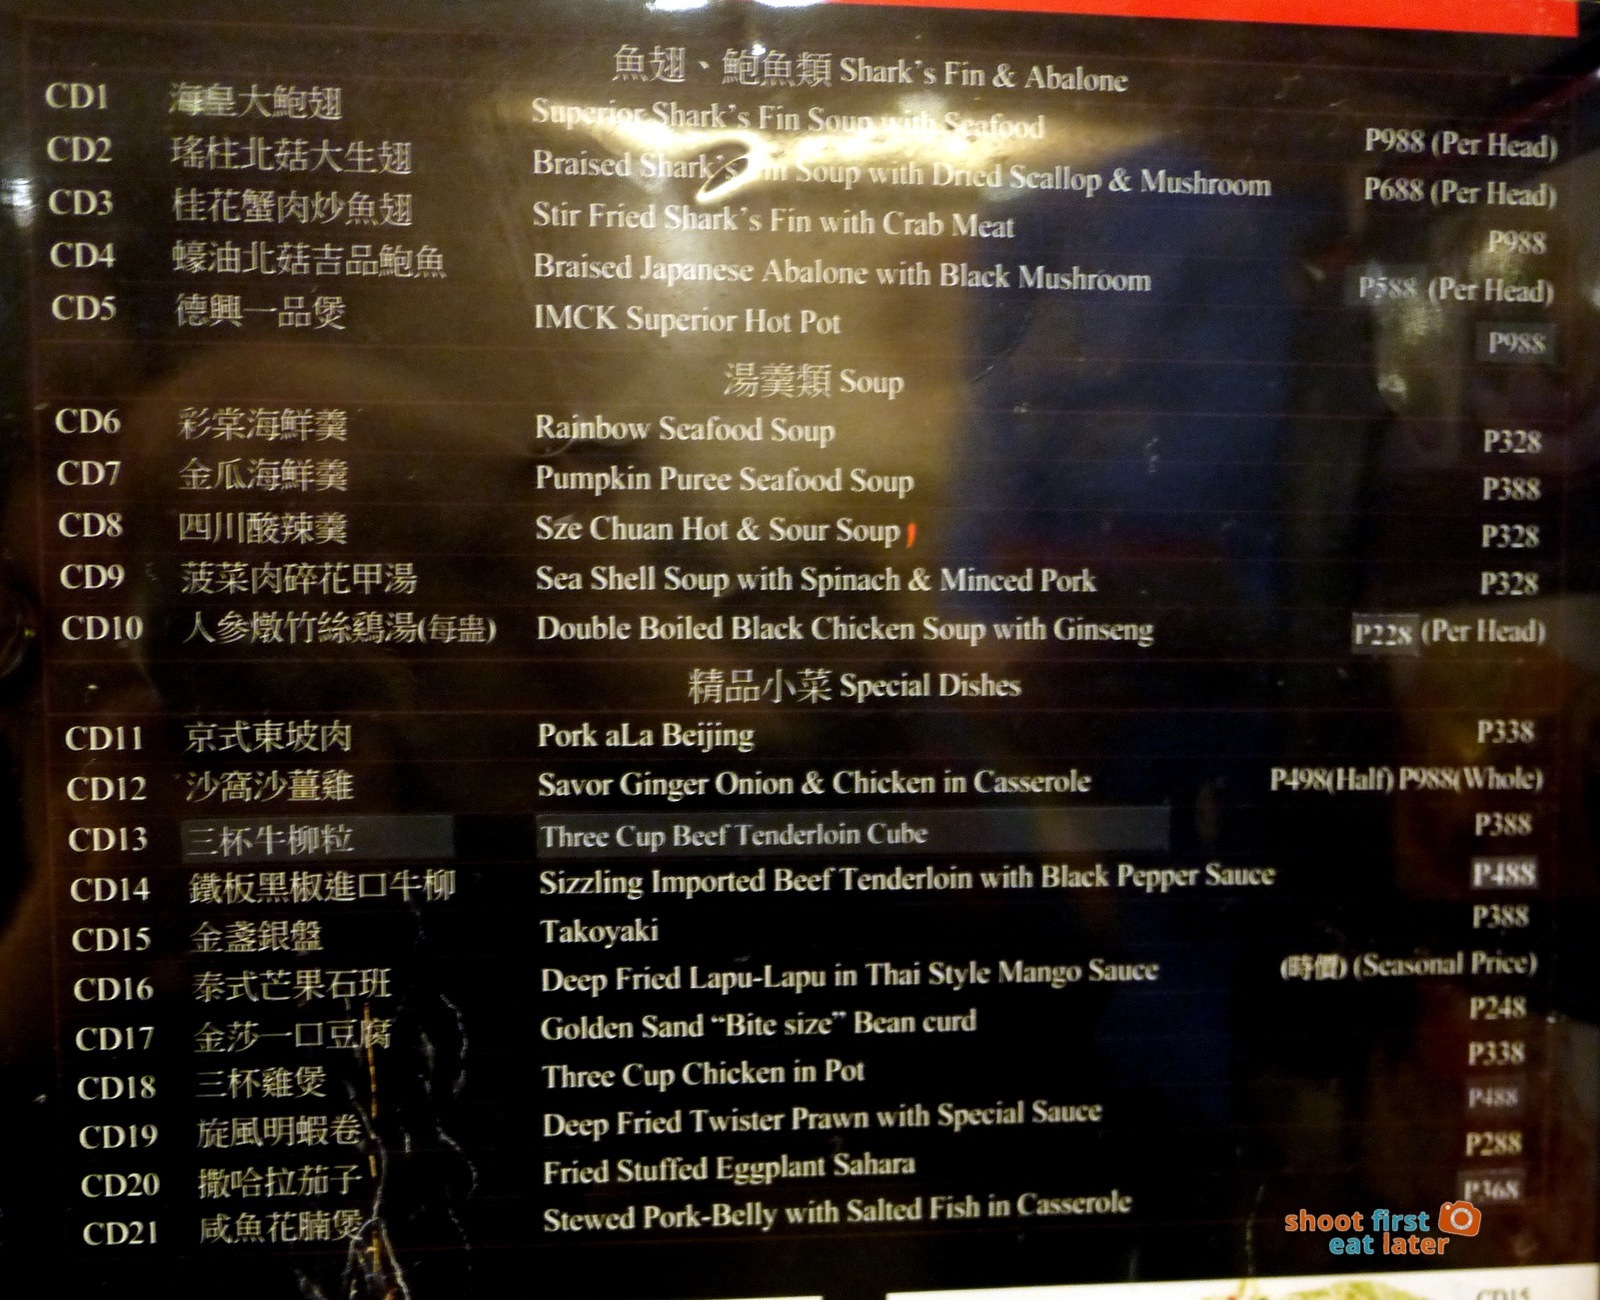 魚翅、鮑魚類 Shark's Fin & Abalone
CD1 海皇大鮑翅 Superior Shark's Fin Soup with Seafood P988 (Per Head)
CD2 瑤柱北菇大生翅 Braised Shark's Fin Soup with Dried Scallop & Mushroom P688 (Per Head)
CD3 桂花蟹肉炒魚翅 Stir Fried Shark's Fin with Crab Meat P988
CD4 蠔油北菇吉品鮑魚 Braised Japanese Abalone with Black Mushroom P588 (Per Head)
CD5 德興一品煲 IMCK Superior Hot Pot P988
湯羹類 Soup
CD6 彩棠海鮮羹 Rainbow Seafood Soup P328
CD7 金瓜海鮮羹 Pumpkin Puree Seafood Soup P388
CD8 四川酸辣羹 Sze Chuan Hot & Sour Soup P328
CD9 菠菜肉碎花甲湯 Sea Shell Soup with Spinach & Minced Pork P328
CD10 人參燉竹絲鷄湯(每盅) Double Boiled Black Chicken Soup with Ginseng P228 (Per Head)
精品小菜 Special Dishes
CD11 京式東坡肉 Pork aLa Beijing P338
CD12 沙窩沙薑雞 Savor Ginger Onion & Chicken in Casserole P498(Half) P988(Whole)
CD13 三杯牛柳粒 Three Cup Beef Tenderloin Cube P388
CD14 鐵板黑椒進口牛柳 Sizzling Imported Beef Tenderloin with Black Pepper Sauce P488
CD15 金盞銀盤 Takoyaki P388
CD16 泰式芒果石班 Deep Fried Lapu-Lapu in Thai Style Mango Sauce (時價) (Seasonal Price)
CD17 金莎一口豆腐 Golden Sand “Bite size” Bean curd P248
CD18 三杯雞煲 Three Cup Chicken in Pot P338
CD19 旋風明蝦卷 Deep Fried Twister Prawn with Special Sauce P488
CD20 撒哈拉茄子 Fried Stuffed Eggplant Sahara P288
CD21 咸魚花腩煲 Stewed Pork-Belly with Salted Fish in Casserole P368
shoot first
eat later
CD15